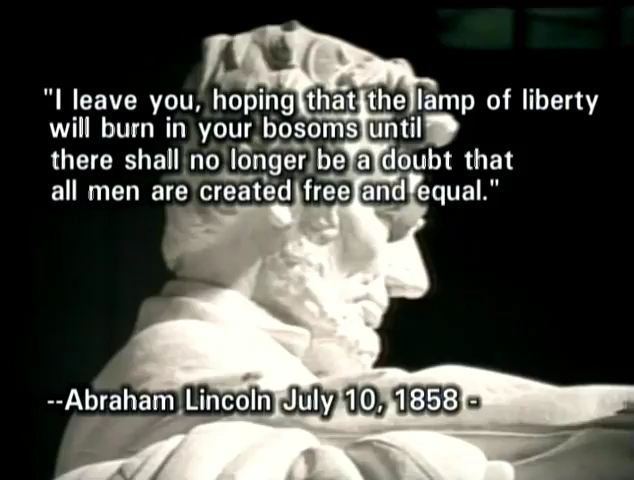 "I leave you, hoping that the lamp of liberty
will burn in your bosoms until
there shall no longer be a doubt that
all men are created free and equal."
--Abraham Lincoln July 10, 1858 -